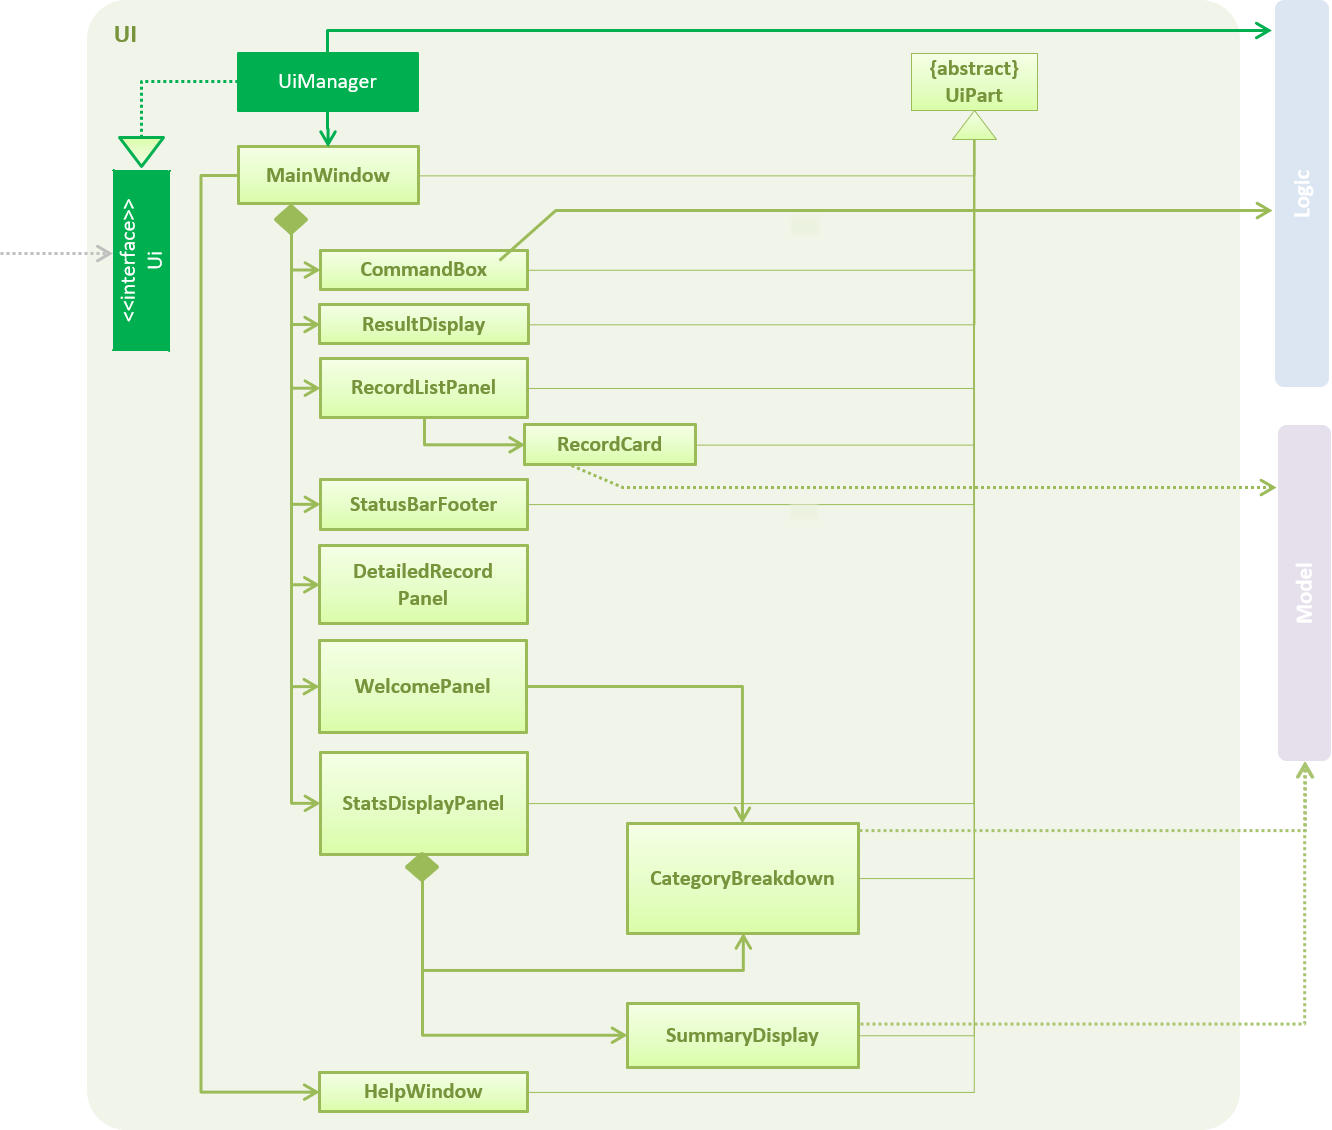 UI
UiManager
{abstract}
UiPart
<<interface>>
Ui
MainWindow
Logic
CommandBox
ResultDisplay
RecordListPanel
RecordCard
StatusBarFooter
DetailedRecord
Panel
Model
WelcomePanel
StatsDisplayPanel
CategoryBreakdown
SummaryDisplay
HelpWindow